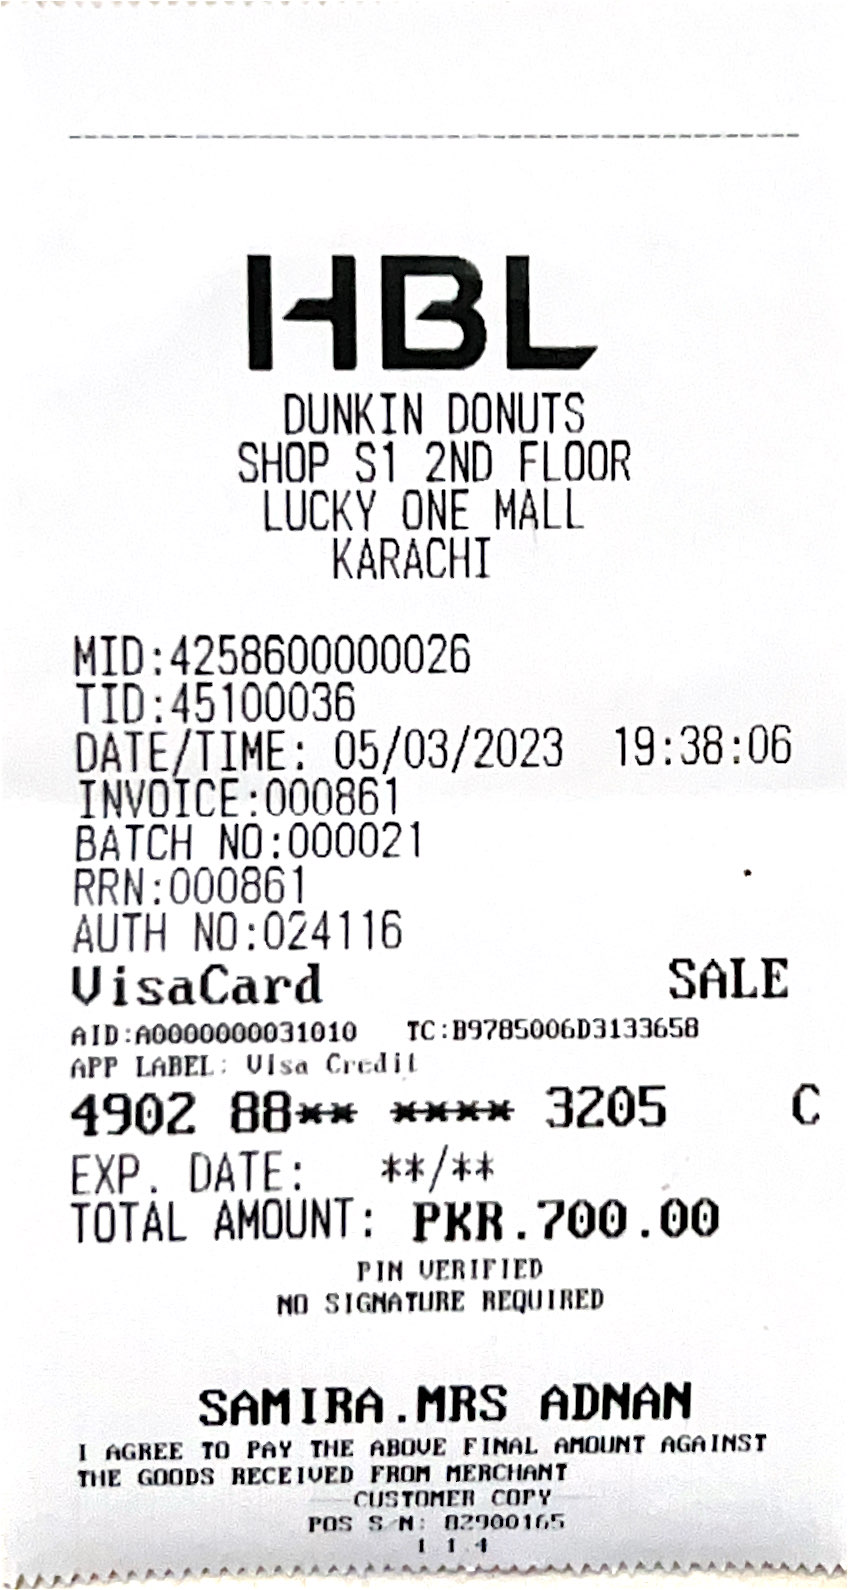 HBL
DUNKIN DONUTS
SHOP S1 2ND FLOOR
LUCKY ONE MALL
KARACHI
MID:4258600000026
TID:45100036
DATE/TIME: 05/03/2023 19:38:06
INVOICE:000861
BATCH NO:000021
RRN:000861
AUTH NO:024116
VisaCard SALE
AID:A0000000031010 TC:B9785006D3133658
APP LABEL: Visa Credit
4902 88** **** 3205 C
EXP. DATE: **/**
TOTAL AMOUNT: PKR.700.00
PIN VERIFIED
NO SIGNATURE REQUIRED
SAMIRA.MRS ADNAN
I AGREE TO PAY THE ABOVE FINAL AMOUNT AGAINST
THE GOODS RECEIVED FROM MERCHANT
CUSTOMER COPY
POS S/N: 82900165
1.1.4